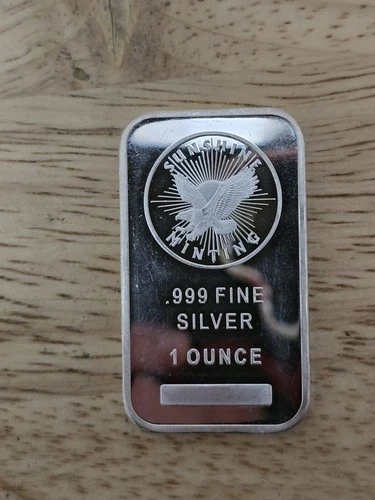 SUNSHINE
MINTING
.999 FINE
SILVER
1 OUNCE